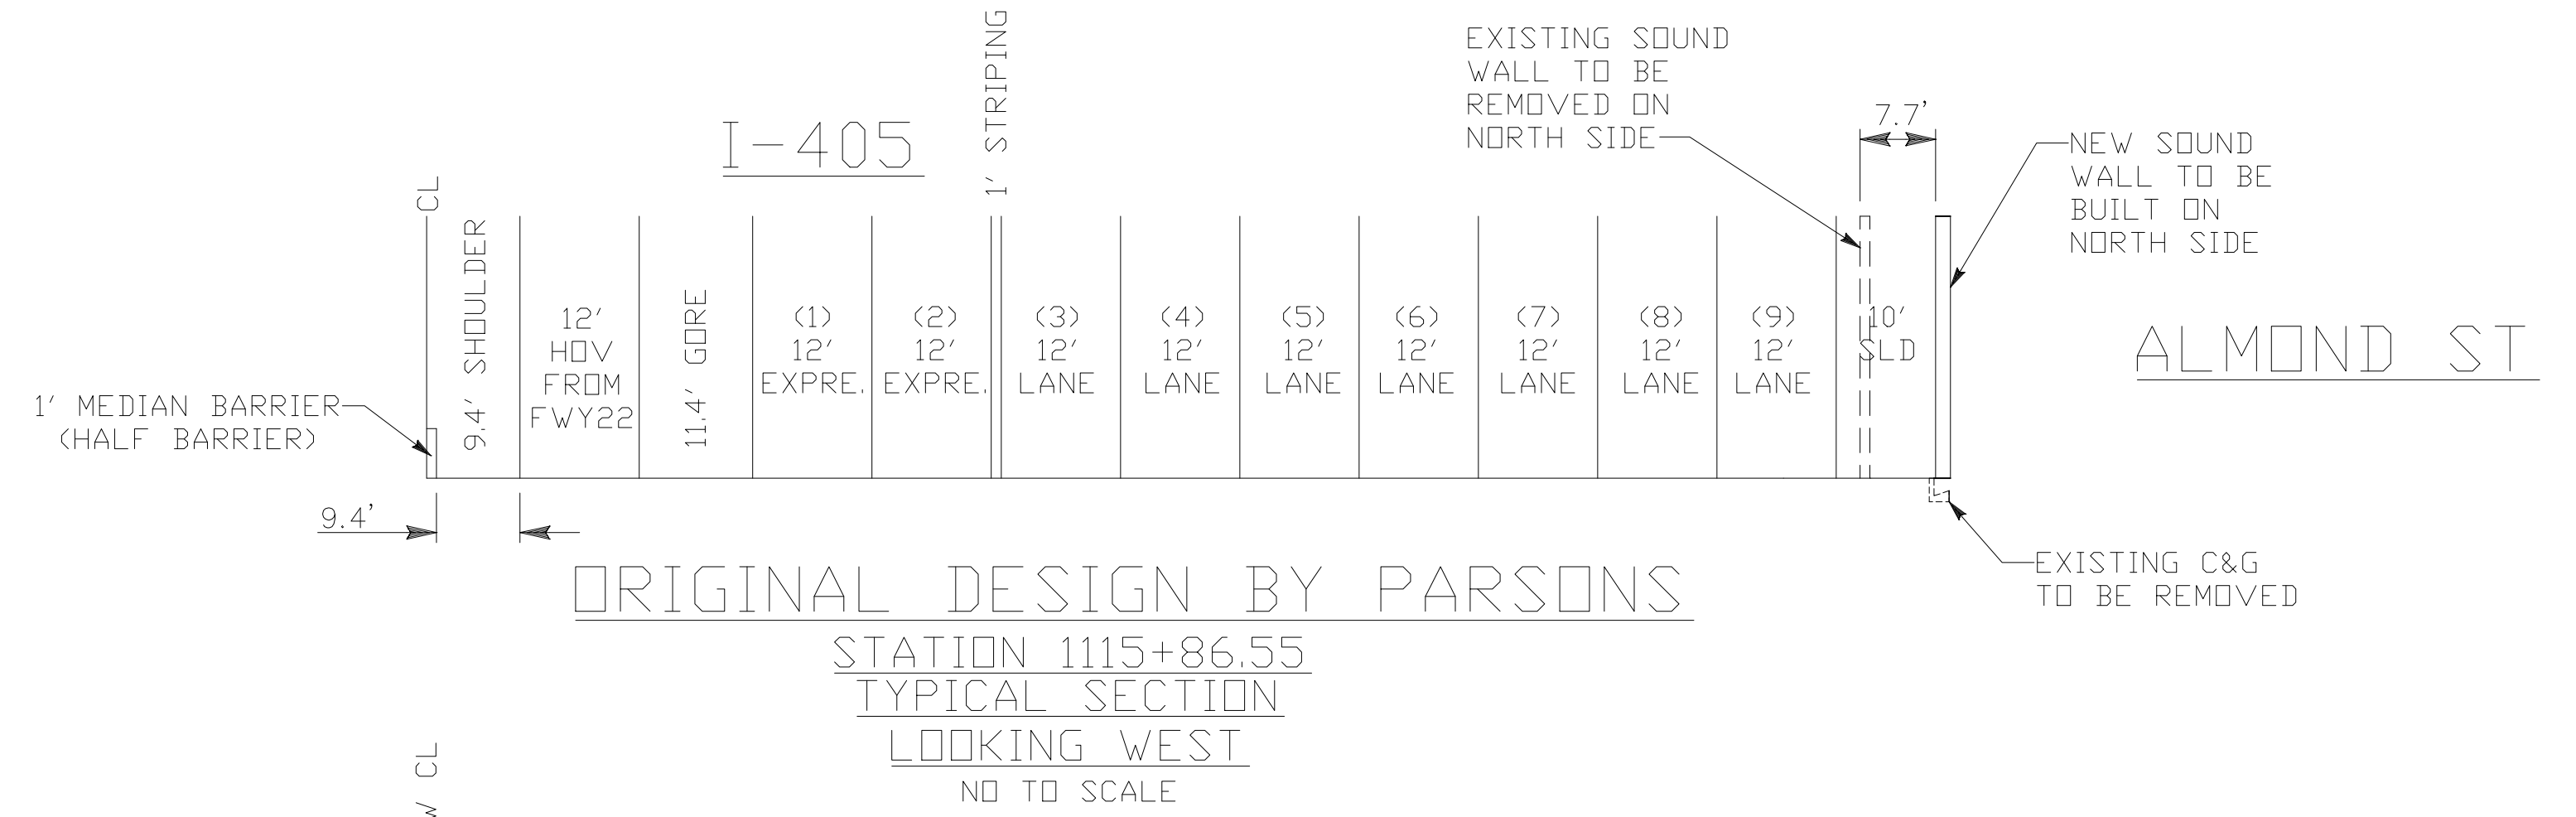 EXISTING SOUND
WALL TO BE
REMOVED ON
NORTH SIDE
1' STRIPING
I-405
7.7'
NEW SOUND
WALL TO BE
BUILT ON
NORTH SIDE
CL
9.4' SHOULDER
12'
HOV
FROM
FWY22
11.4' GORE
(1)
12'
EXPRE.
(2)
12'
EXPRE.
(3)
12'
LANE
(4)
12'
LANE
(5)
12'
LANE
(6)
12'
LANE
(7)
12'
LANE
(8)
12'
LANE
(9)
12'
LANE
10'
SLD
ALMOND ST
1' MEDIAN BARRIER
(HALF BARRIER)
9.4'
EXISTING C&G
TO BE REMOVED
ORIGINAL DESIGN BY PARSONS
STATION 1115+86.55
TYPICAL SECTION
LOOKING WEST
NO TO SCALE
CL